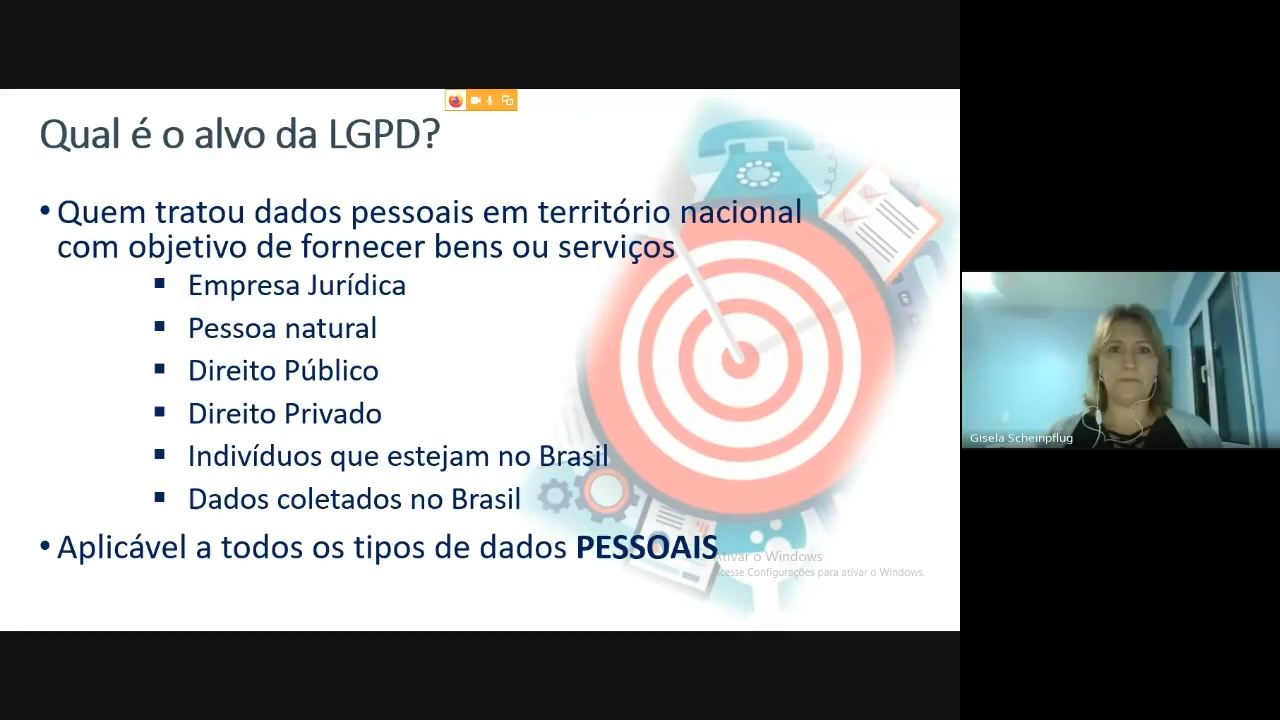 Qual é o alvo da LGPD?
• Quem tratou dados pessoais em território nacional
com objetivo de fornecer bens ou serviços
▪ Empresa Jurídica
▪ Pessoa natural
▪ Direito Público
▪ Direito Privado
▪ Indivíduos que estejam no Brasil
▪ Dados coletados no Brasil
• Aplicável a todos os tipos de dados PESSOAIS
Ativar o Windows
Acesse Configurações para ativar o Windows.
Gisela Scheinpflug